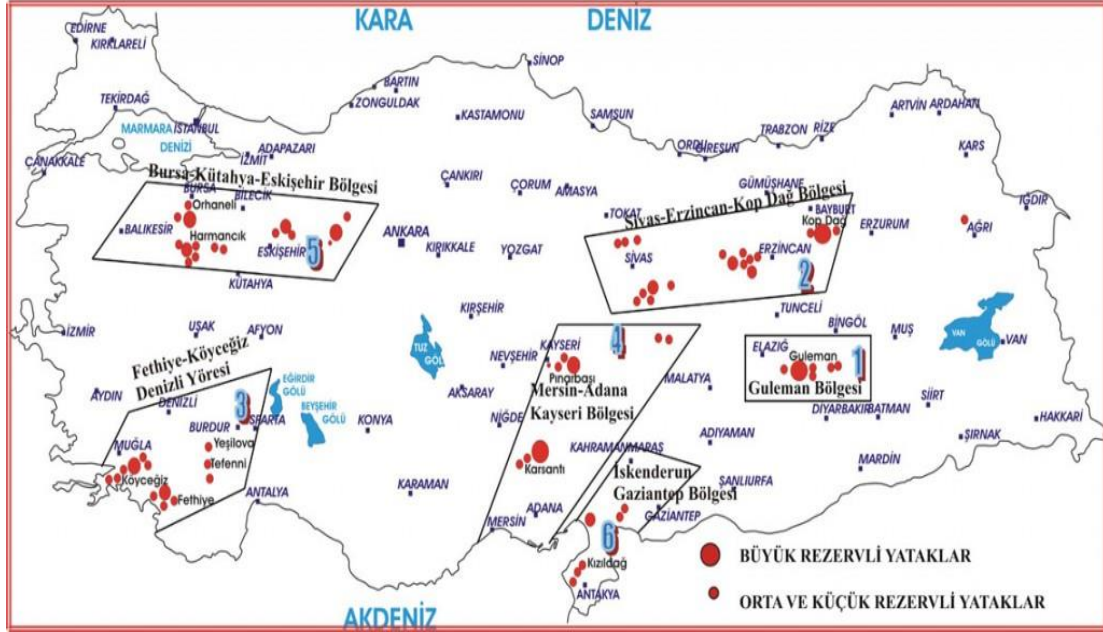 KARA DENİZ
EDİRNE
KIRKLARELİ
SİNOP
BARTIN
ZONGULDAK
TEKİRDAĞ
KASTAMONU
SAMSUN
ARTVİN
ARDAHAN
MARMARA
DENİZİ
İSTANBUL
TRABZON
RİZE
ORDU
GİRESUN
KARS
ÇANAKKALE
İZMİT
ADAPAZARI
Bursa-Kütahya-Eskişehir Bölgesi
ÇANKIRI
ÇORUM
AMASYA
GÜMÜŞHANE
Sivas-Erzincan-Kop Dağ Bölgesi
BURSA
BİLECİK
Orhaneli
TOKAT
BAYBURT
Kop Dağ
IĞDIR
BALIKESİR
Harmancık
ESKİŞEHİR
5
ANKARA
KIRIKKALE
YOZGAT
SİVAS
ERZİNCAN
2
ERZURUM
AĞRI
KÜTAHYA
TUNCELİ
İZMİR
UŞAK
AFYON
KIRŞEHİR
BİNGÖL
MUŞ
VAN
GÖLÜ
VAN
Fethiye-Köyceğiz
Denizli Yöresi
TUZ
GÖL
NEVŞEHİR
KAYSERİ
4
Pınarbaşı
ELAZIĞ
Guleman
1
Guleman Bölgesi
EĞİRDİR
GÖLÜ
AYDIN
DENİZLİ
3
BEYŞEHİR
GÖLÜ
AKSARAY
Mersin-Adana
Kayseri Bölgesi
MALATYA
BURDUR
SPARTA
KONYA
NİĞDE
DİYARBAKIR
BATMAN
SİİRT
HAKKARİ
MUĞLA
Yeşilova
Tefenni
KAHRAMANMARAŞ
ADIYAMAN
ŞIRNAK
Köyceğiz
Karsantı
MARDİN
Fethiye
ANTALYA
KARAMAN
İskenderun
Gaziantep Bölgesi
ŞANLIURFA
MERSİN
ADANA
GAZİANTEP
6
Kızıldağ
ANTAKYA
BÜYÜK REZERVLİ YATAKLAR
ORTA VE KÜÇÜK REZERVLİ YATAKLAR
AKDENİZ